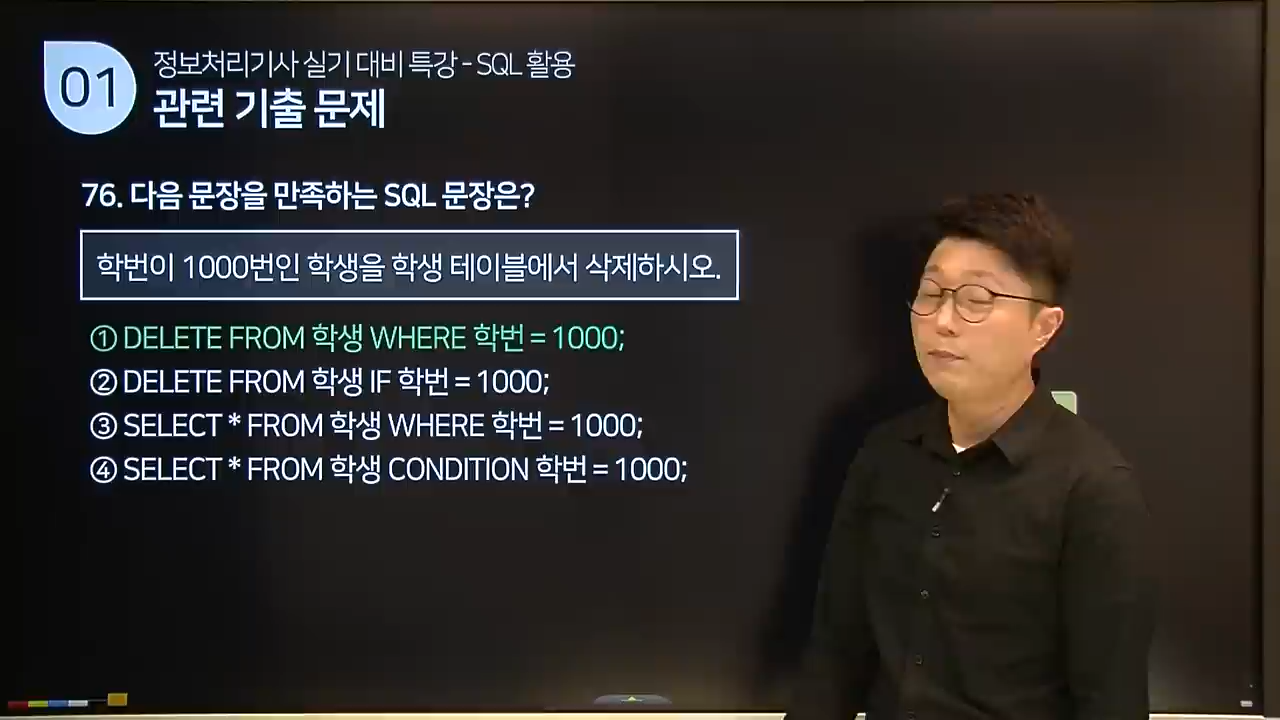 01
정보처리기사 실기 대비 특강 - SQL 활용
관련 기출 문제
76. 다음 문장을 만족하는 SQL 문장은?
학번이 1000번인 학생을 학생 테이블에서 삭제하시오.
① DELETE FROM 학생 WHERE 학번 = 1000;
② DELETE FROM 학생 IF 학번 = 1000;
③ SELECT * FROM 학생 WHERE 학번 = 1000;
④ SELECT * FROM 학생 CONDITION 학번 = 1000;